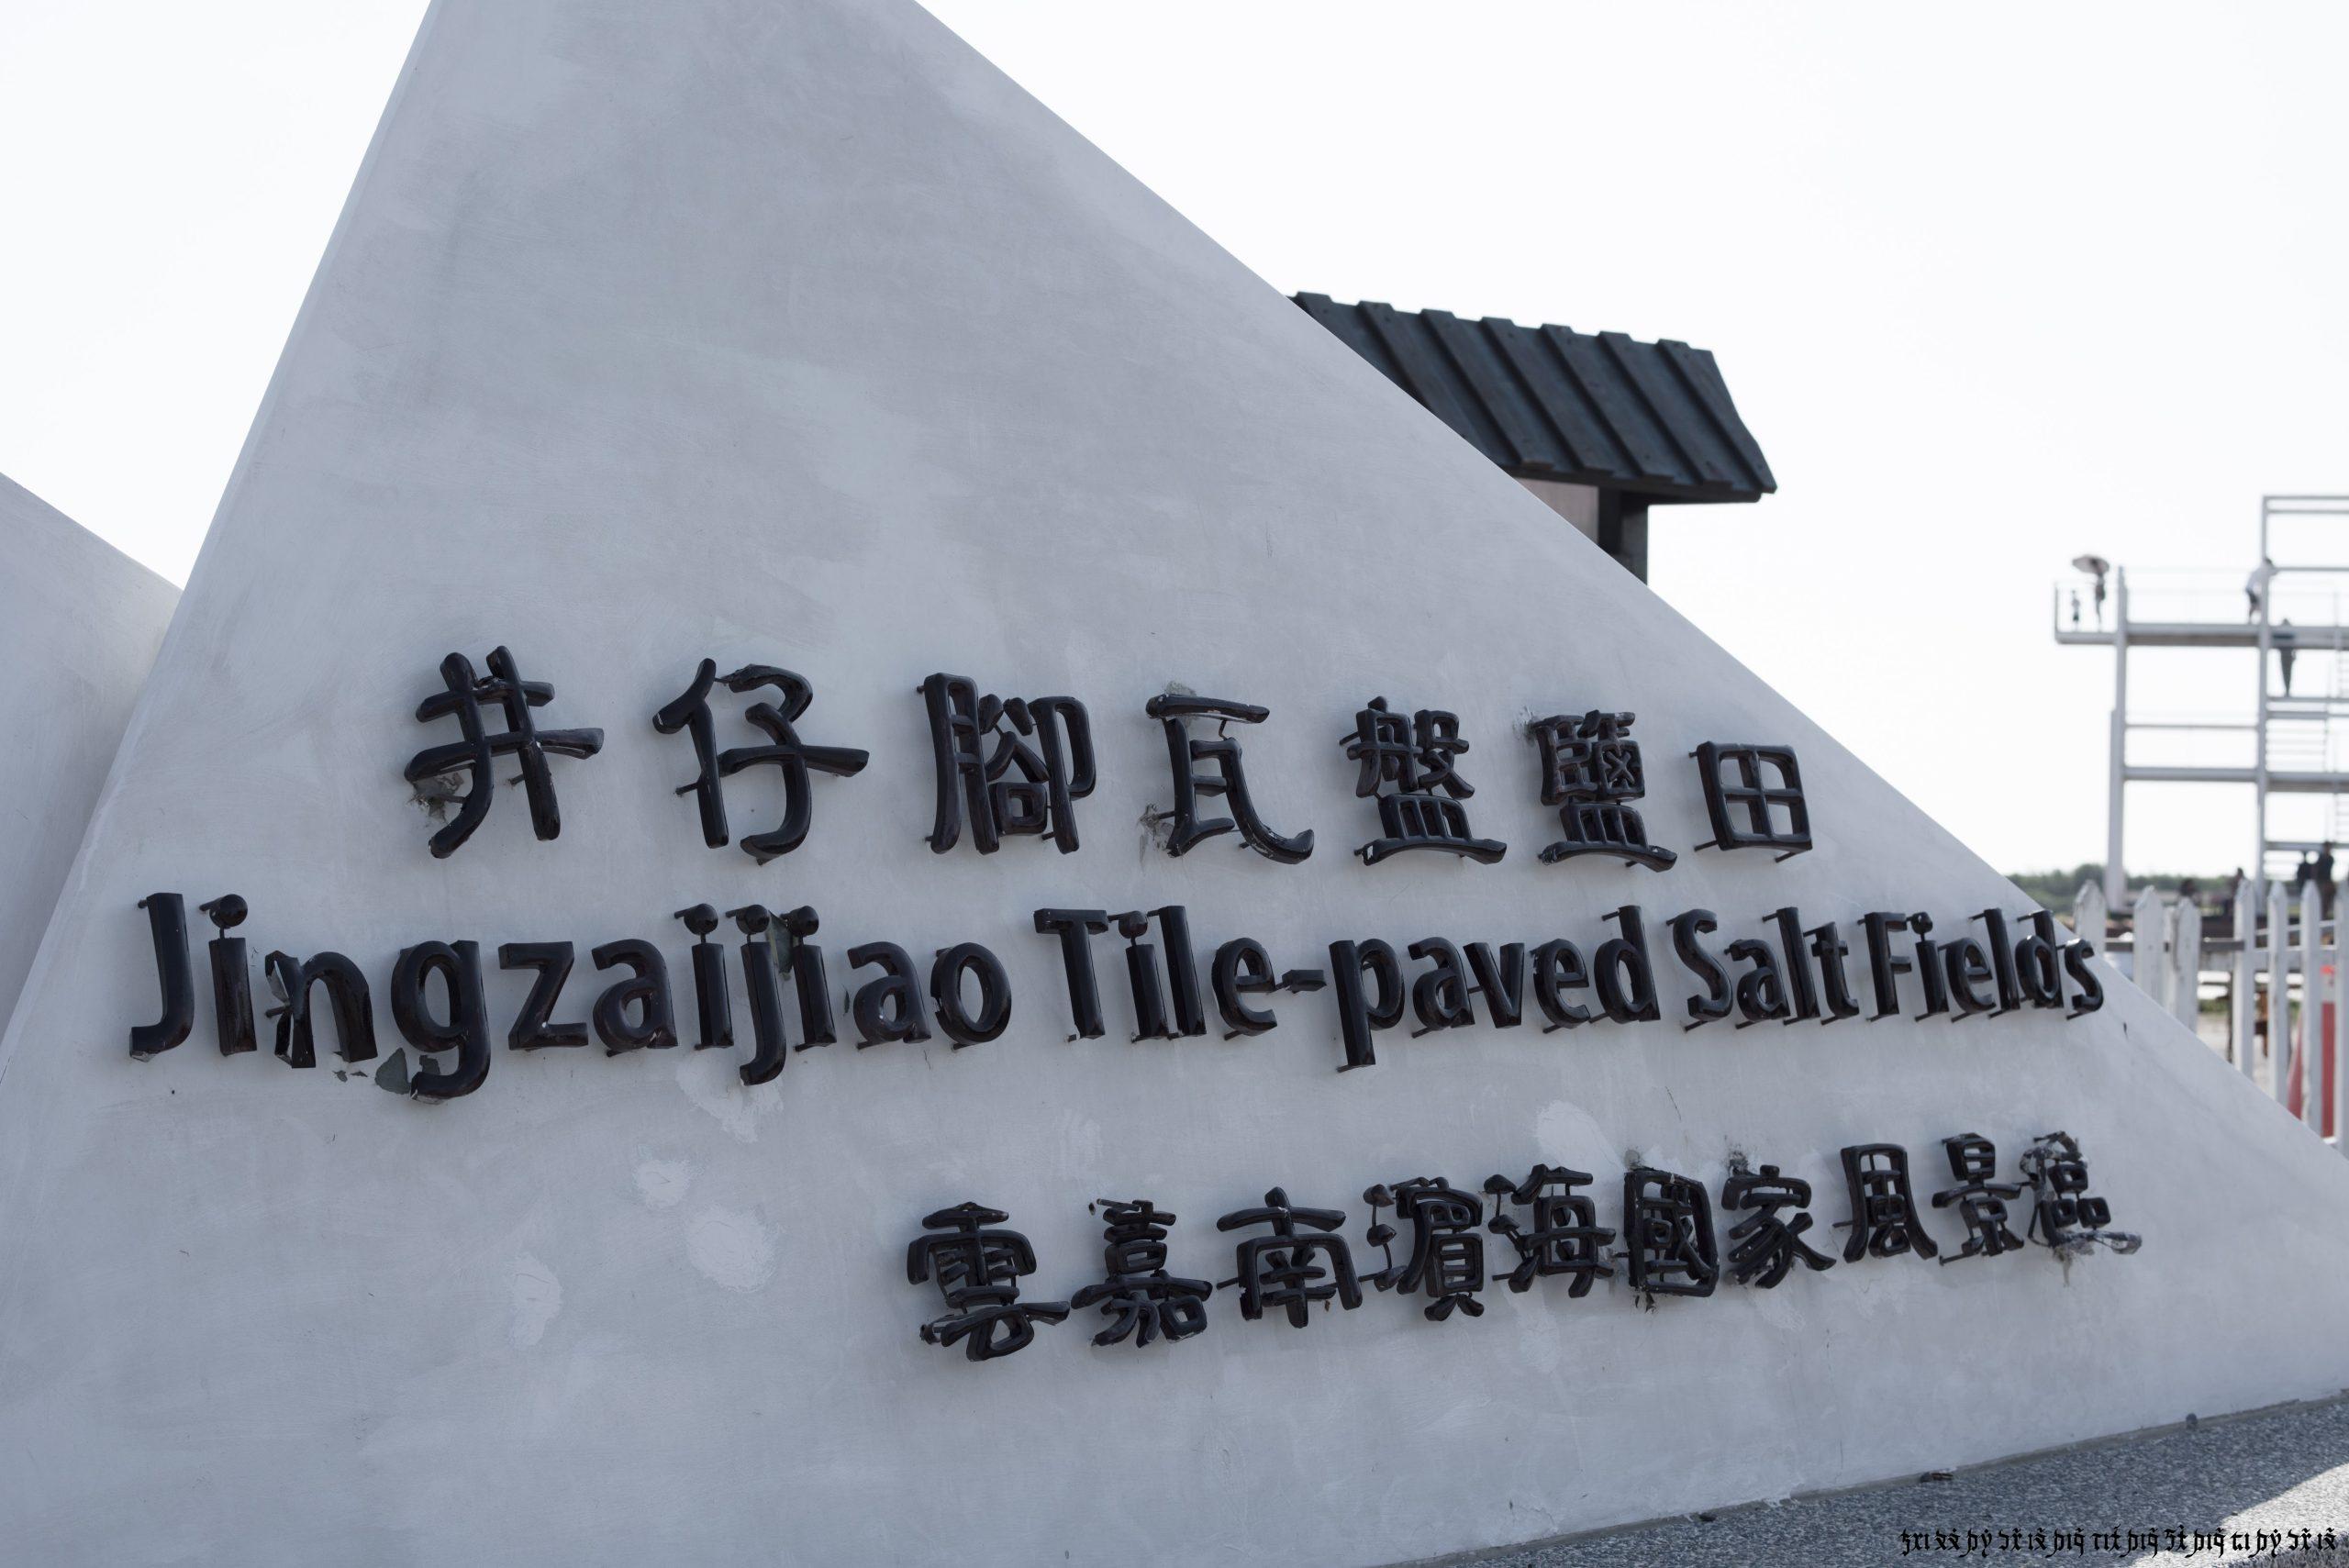 井仔腳瓦盤鹽田
Jingzaijiao Tile-paved Salt Fields
雲嘉南濱海國家風景區